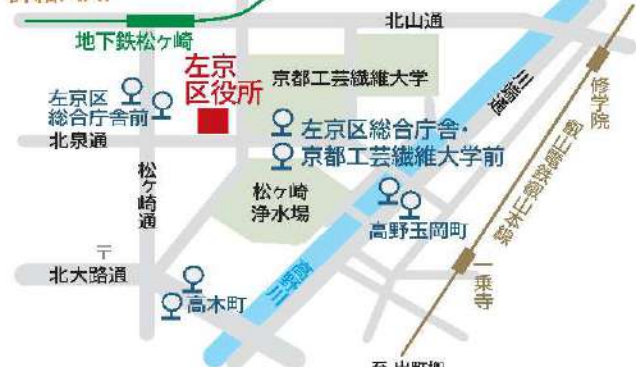 北山通
地下鉄松ヶ崎
左京
区役所
京都工芸繊維大学
川端通
修学院
左京区
総合庁舎前
左京区総合庁舎・
京都工芸繊維大学前
北泉通
叡山電鉄叡山本線
松ヶ崎通
松ヶ崎
浄水場
高野玉岡町
〒
北大路通
高野川
一乗寺
高木町